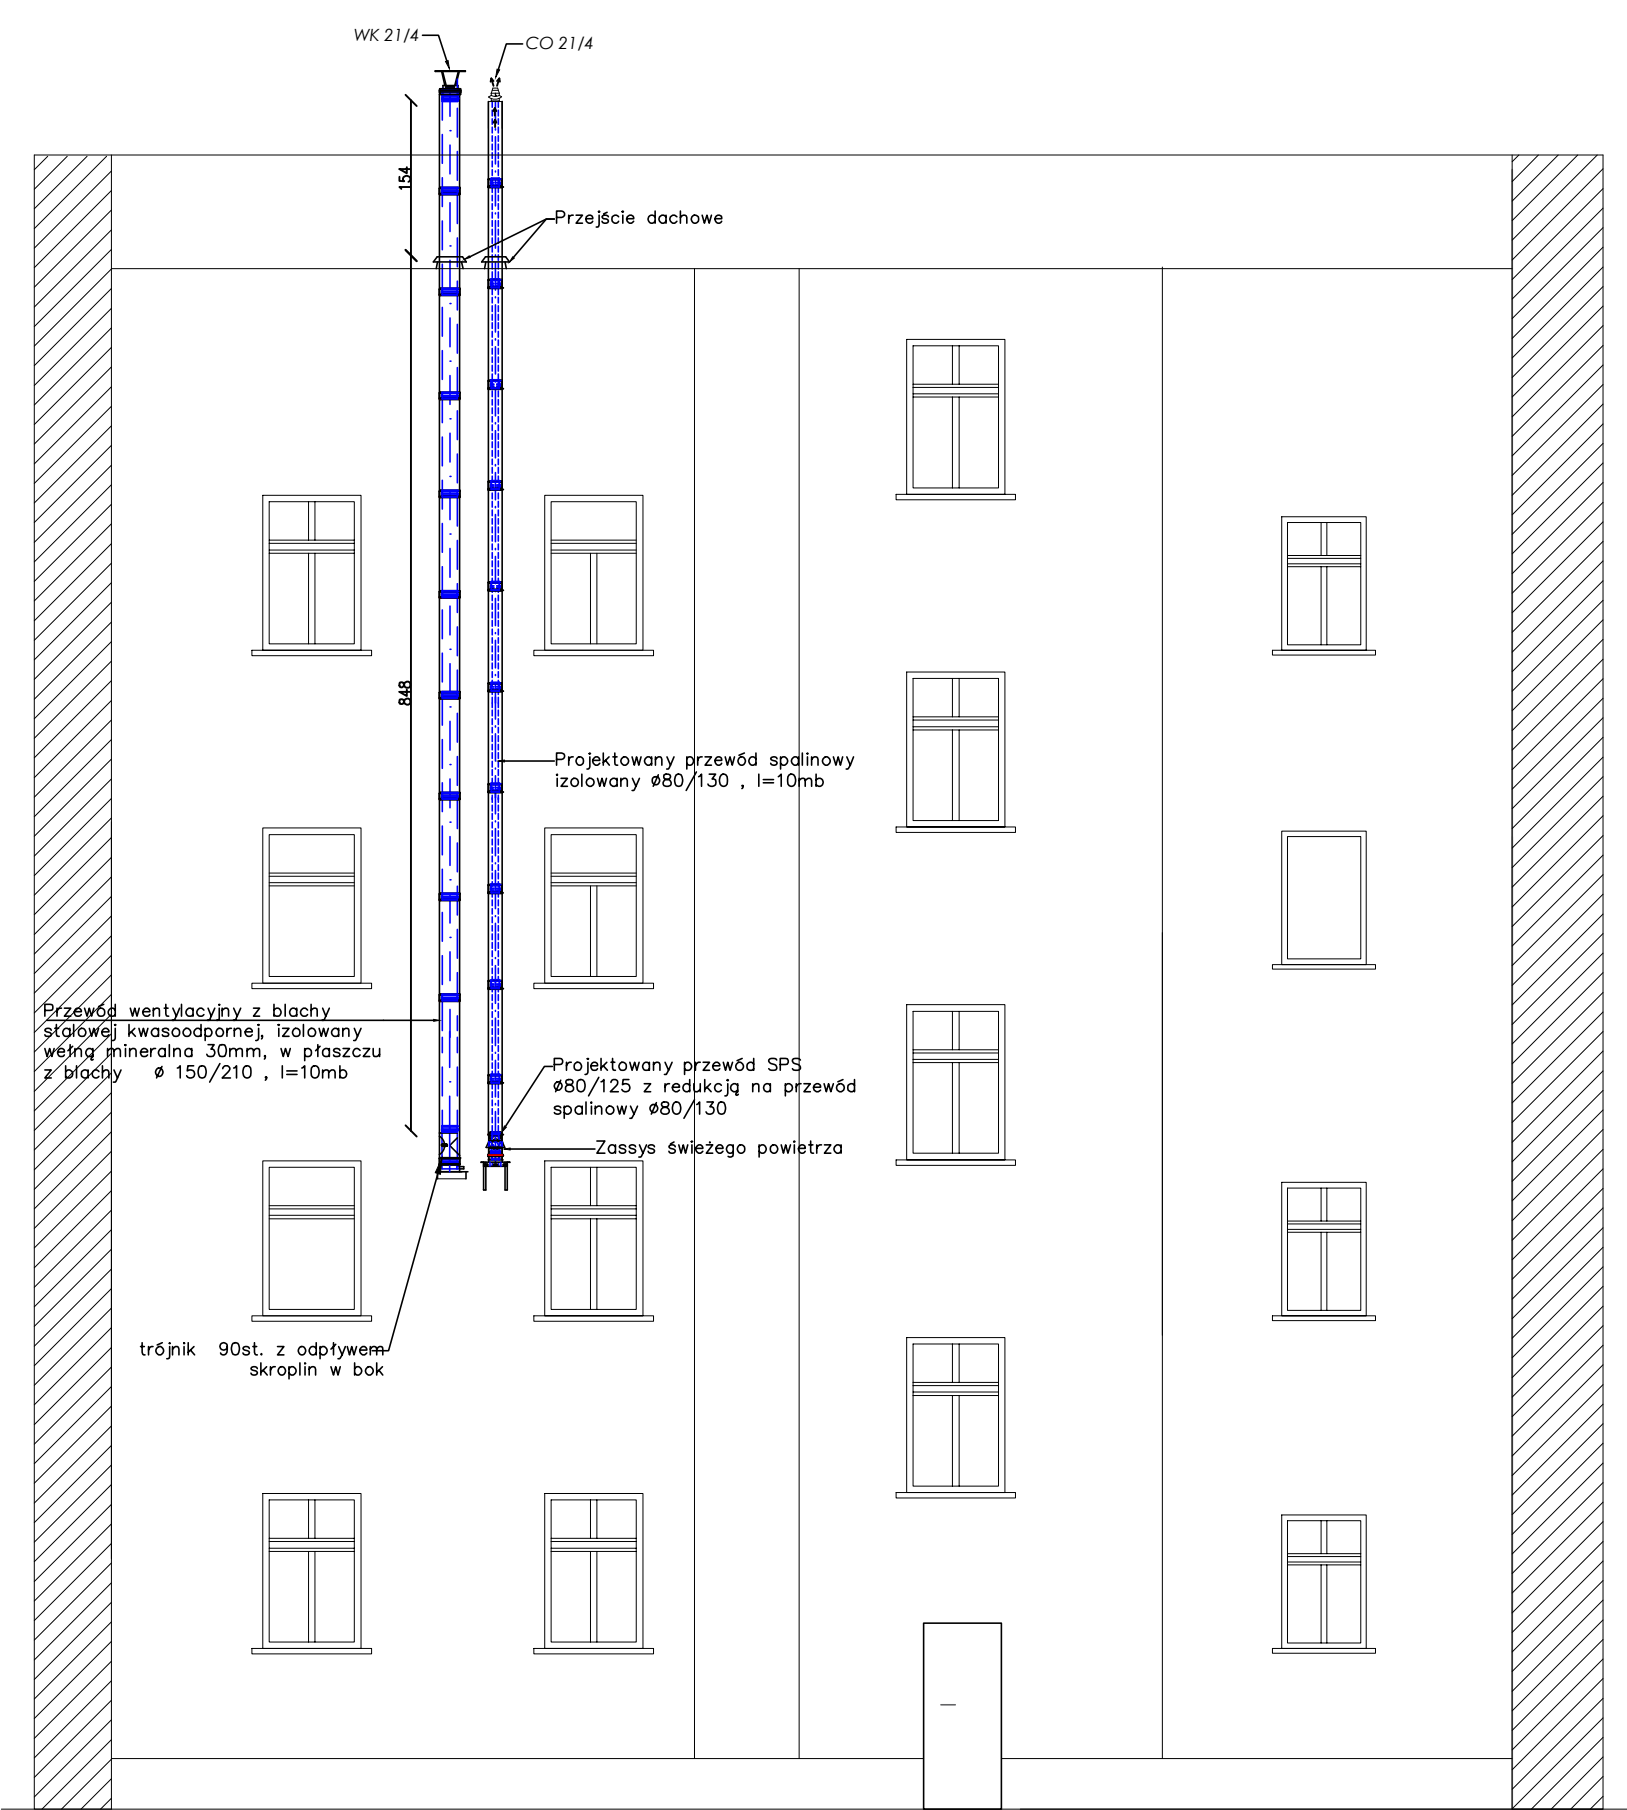 WK 21/4
CO 21/4
154
Przejście dachowe
848
Projektowany przewód spalinowy
izolowany ø80/130 , l=10mb
Przewód wentylacyjny z blachy
stalowej kwasoodpornej, izolowany
wełną mineralna 30mm, w płaszczu
z blachy ø 150/210 , l=10mb
Projektowany przewód SPS
ø80/125 z redukcją na przewód
spalinowy ø80/130
Zassys świeżego powietrza
trójnik 90st. z odpływem
skroplin w bok